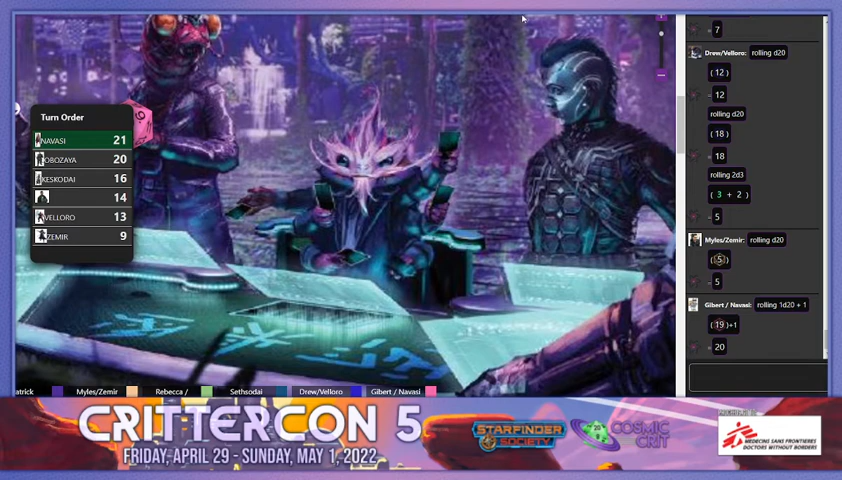 Turn Order
NAVASI 21
OBOZAYA 20
KESKODAI 16
14
VELLORO 13
ZEMIR 9
= 7
Drew/Velloro: rolling d20
( 12 )
= 12
rolling d20
( 18 )
= 18
rolling 2d3
( 3 + 2 )
= 5
Myles/Zemir: rolling d20
( 5 )
= 5
Gibert / Navasi: rolling 1d20 + 1
( 19 )+1
= 20
atrick Myles/Zemir Rebecca / Sethsodai Drew/Velloro Gibert / Navasi
CRITTERCON 5
FRIDAY, APRIL 29 - SUNDAY, MAY 1, 2022
STARFINDER
SOCIETY
20
COSMIC
CRIT
MEDECINS SANS FRONTIERES
DOCTORS WITHOUT BORDERS